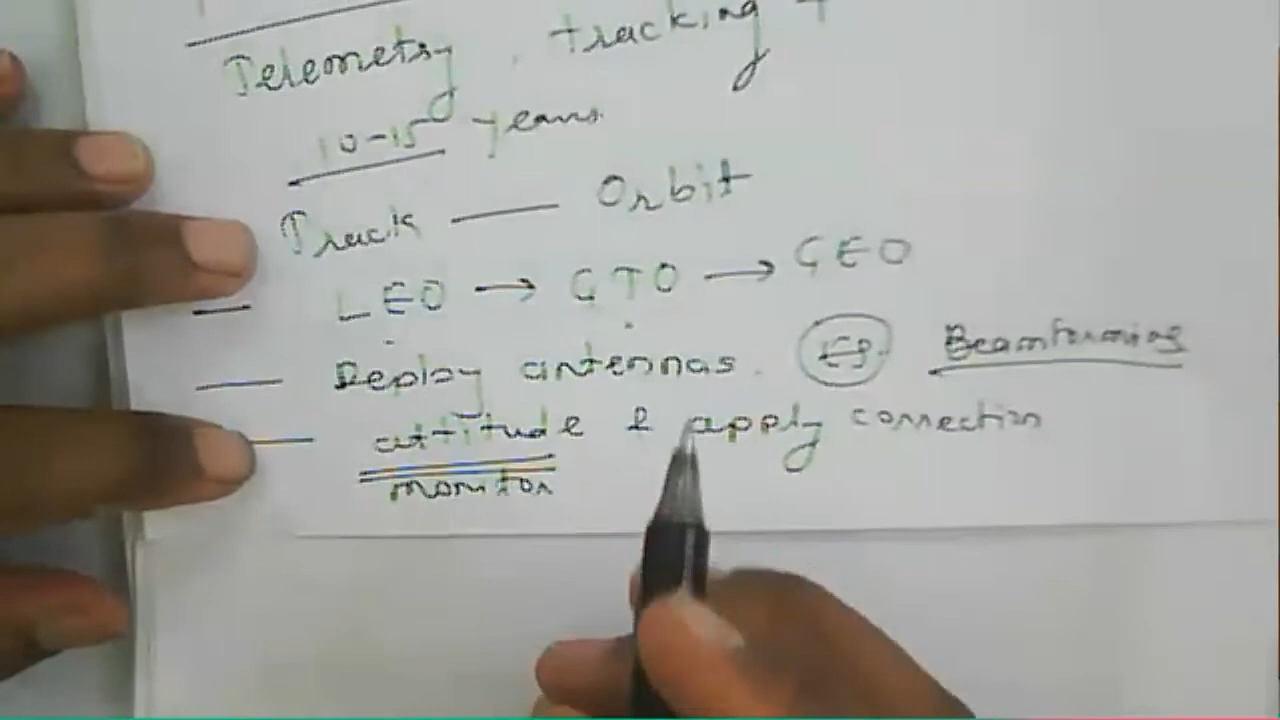 Telemetry, tracking +
10-15 years.
Track — Orbit
— LEO → GTO → GEO
— Deploy antennas. Eg. Beamforming
— attitude & apply correction
monitor